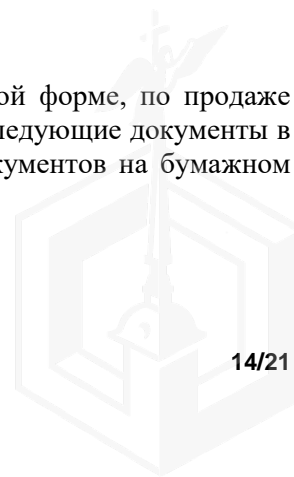 ой форме, по продаже
ледующие документы в
кументов на бумажном
14/21